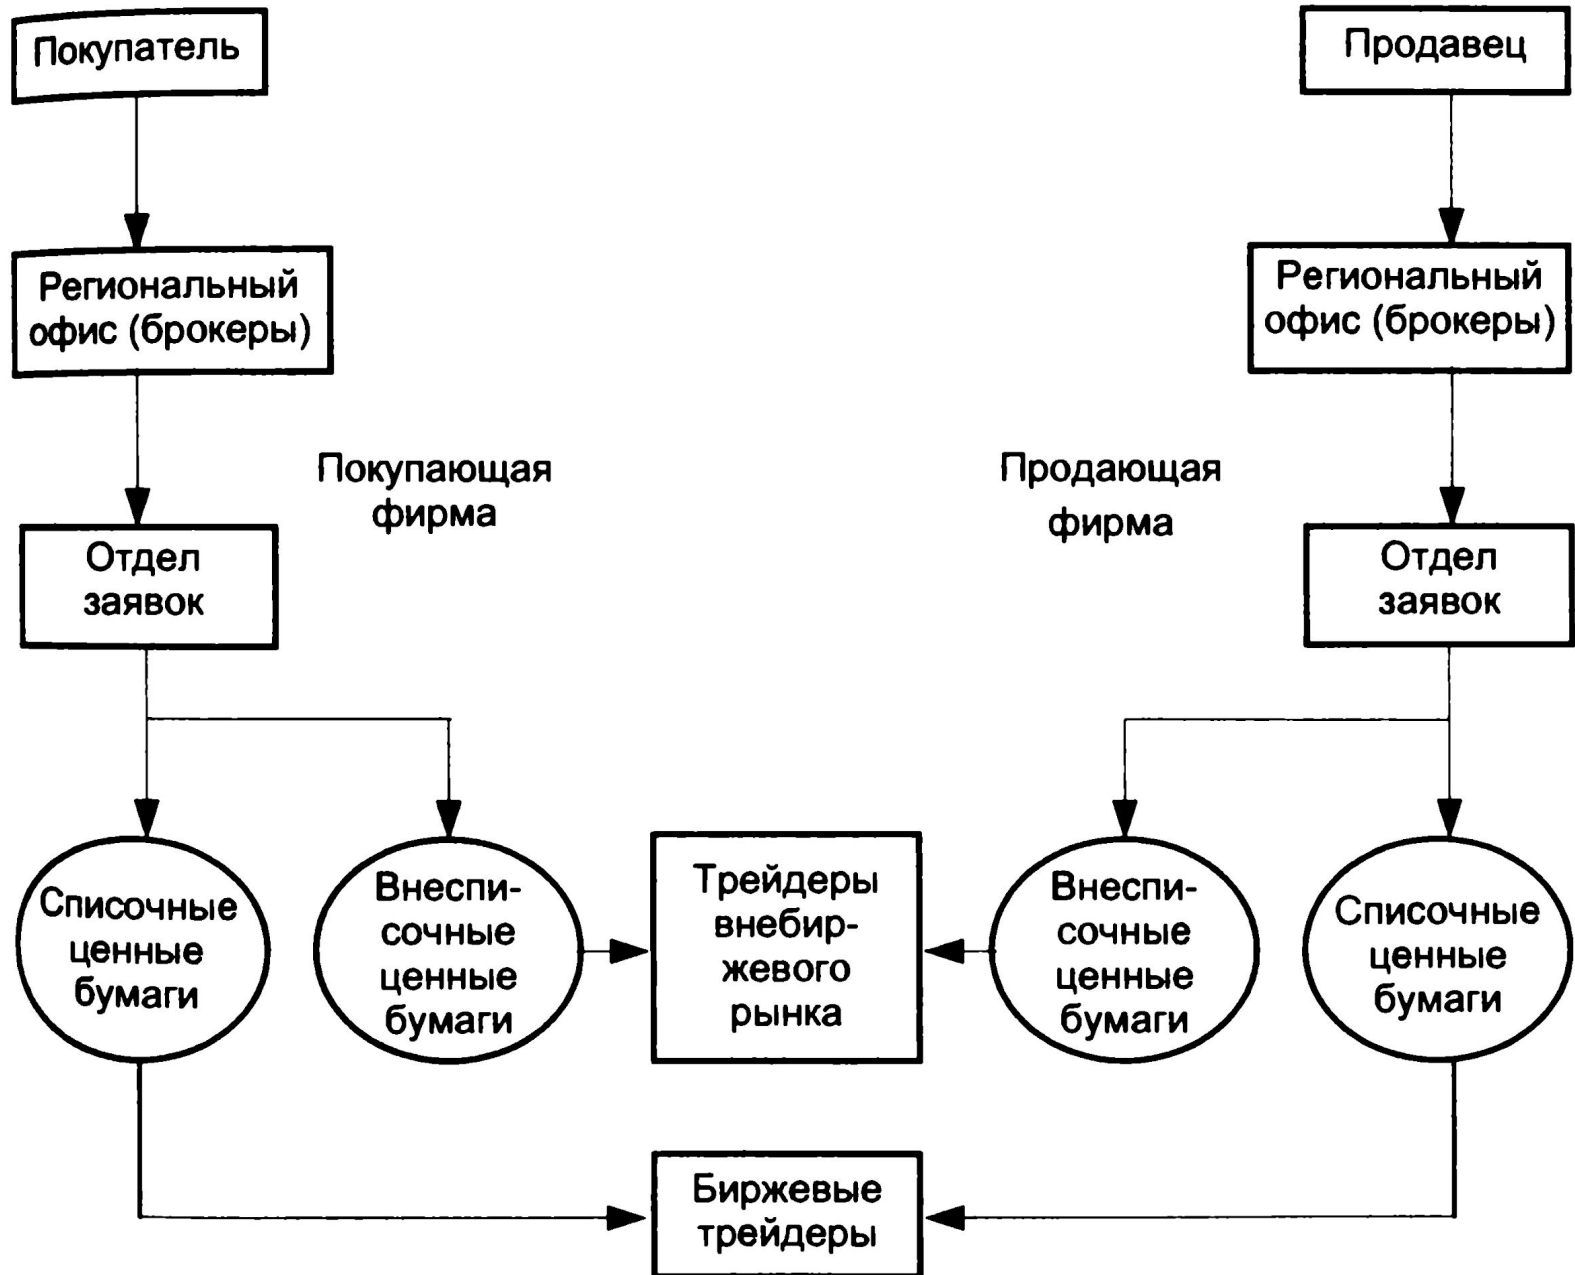 Покупатель
Продавец
Региональный
офис (брокеры)
Региональный
офис (брокеры)
Покупающая
фирма
Продающая
фирма
Отдел
заявок
Отдел
заявок
Списочные
ценные
бумаги
Внеспи-
сочные
ценные
бумаги
Трейдеры
внебир-
жевого
рынка
Внеспи-
сочные
ценные
бумаги
Списочные
ценные
бумаги
Биржевые
трейдеры